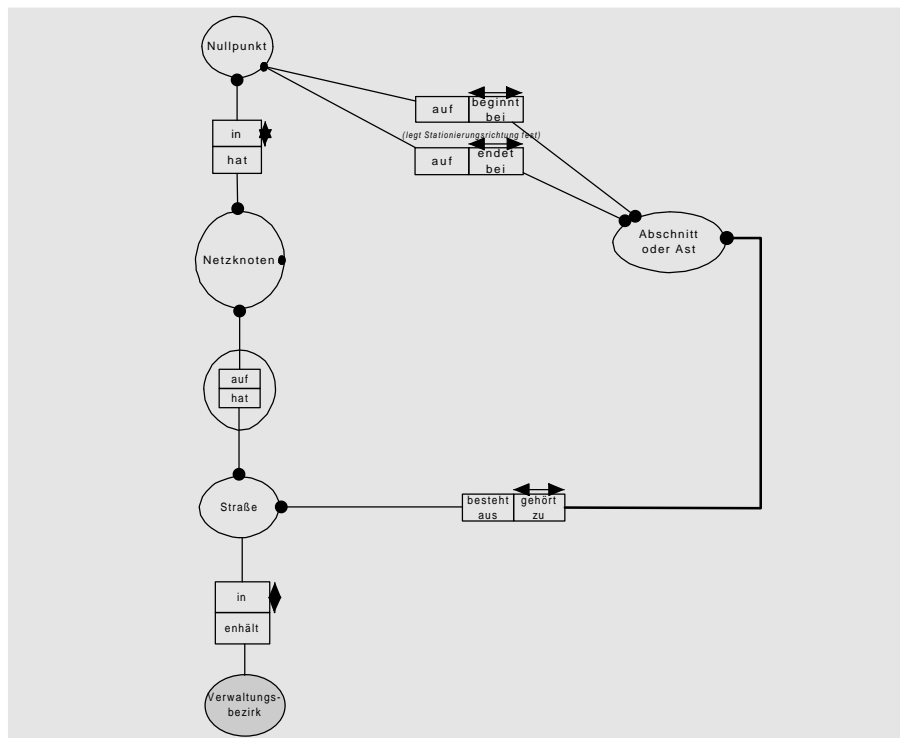 Nullpunkt
auf
beginnt
bei
(legt Stationierungsrichtung fest)
in
hat
auf
endet
bei
Netzknoten
Abschnitt
oder Ast
auf
hat
Straße
besteht
aus
gehört
zu
in
enhält
Verwaltungs-
bezirk